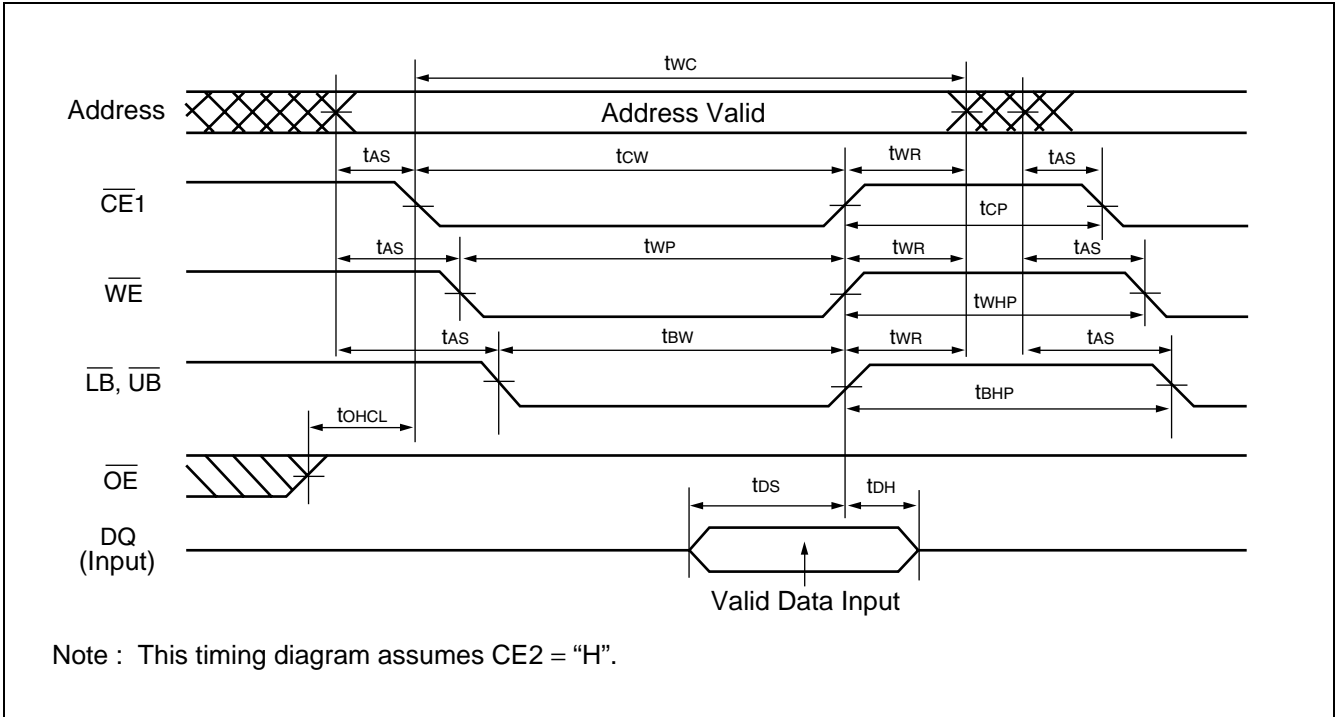 tWC
Address
Address Valid
tAS
tCW
tWR
tAS
CE1
tCP
tAS
tWP
tWR
tAS
WE
tWHP
tAS
tBW
tWR
tAS
LB, UB
tBHP
tOHCL
OE
tDS
tDH
DQ
(Input)
Valid Data Input
Note : This timing diagram assumes CE2 = “H”.